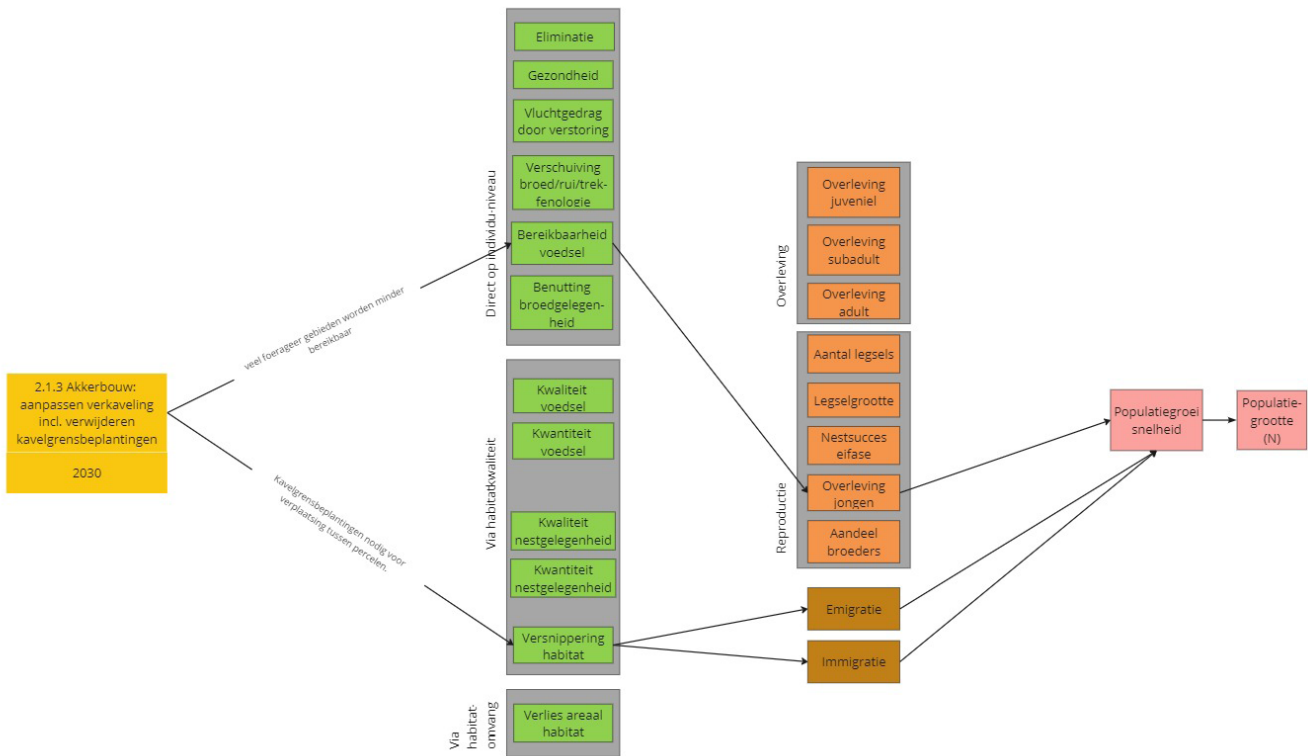 2.1.3 Akkerbouw:
aanpassen verkaveling
incl. verwijderen
kavelgrensbeplantingen
2030
veel foerageer gebieden worden minder
bereikbaar
Kavelgrensbeplantingen nodig voor
verplaatsing tussen percelen.
Direct op individu-niveau
Eliminatie
Gezondheid
Vluchtgedrag
door verstoring
Verschuiving
broed/rui/trek-
fenologie
Bereikbaarheid
voedsel
Benutting
broedgelegen-
heid
Via habitatkwaliteit
Kwaliteit
voedsel
Kwantiteit
voedsel
Kwaliteit
nestgelegenheid
Kwantiteit
nestgelegenheid
Versnippering
habitat
Via
habitat-
omvang
Verlies areaal
habitat
Overleving
Overleving
juveniel
Overleving
subadult
Overleving
adult
Reproductie
Aantal legsels
Legselgrootte
Nestsucces
eifase
Overleving
jongen
Aandeel
broeders
Emigratie
Immigratie
Populatiegroei
snelheid
Populatie-
grootte
(N)